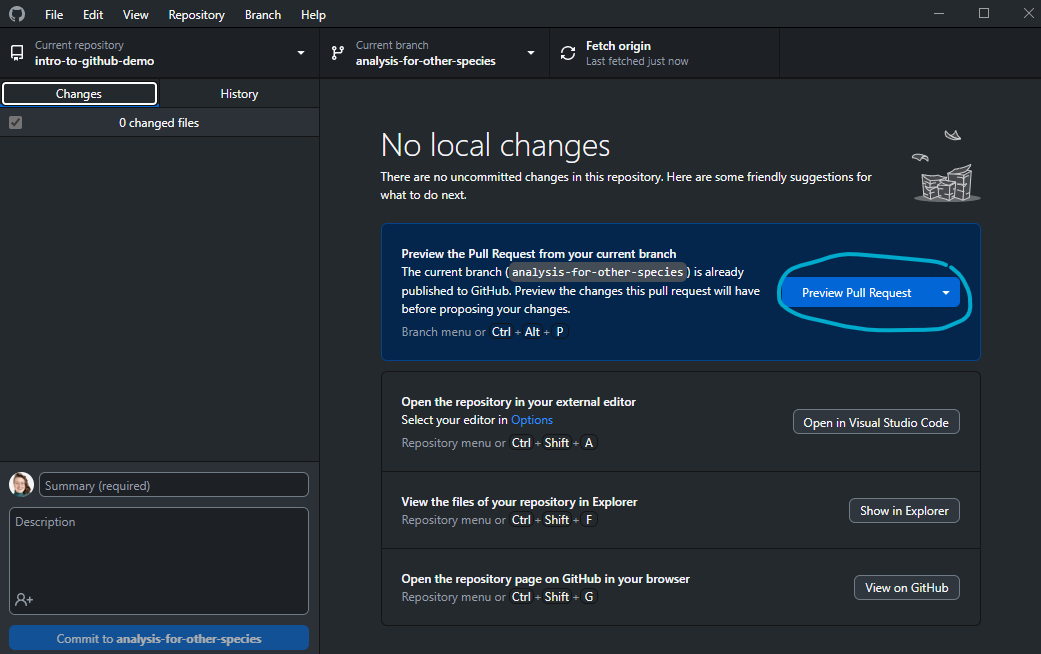 File Edit View Repository Branch Help
Current repository
intro-to-github-demo
Current branch
analysis-for-other-species
Fetch origin
Last fetched just now
Changes
History
0 changed files
No local changes
There are no uncommitted changes in this repository. Here are some friendly suggestions for
what to do next.
Preview the Pull Request from your current branch
The current branch (analysis-for-other-species) is already
published to GitHub. Preview the changes this pull request will have
before proposing your changes.
Branch menu or Ctrl + Alt + P
Preview Pull Request
Open the repository in your external editor
Select your editor in Options
Repository menu or Ctrl + Shift + A
Open in Visual Studio Code
View the files of your repository in Explorer
Repository menu or Ctrl + Shift + F
Show in Explorer
Open the repository page on GitHub in your browser
Repository menu or Ctrl + Shift + G
View on GitHub
Summary (required)
Description
Commit to analysis-for-other-species